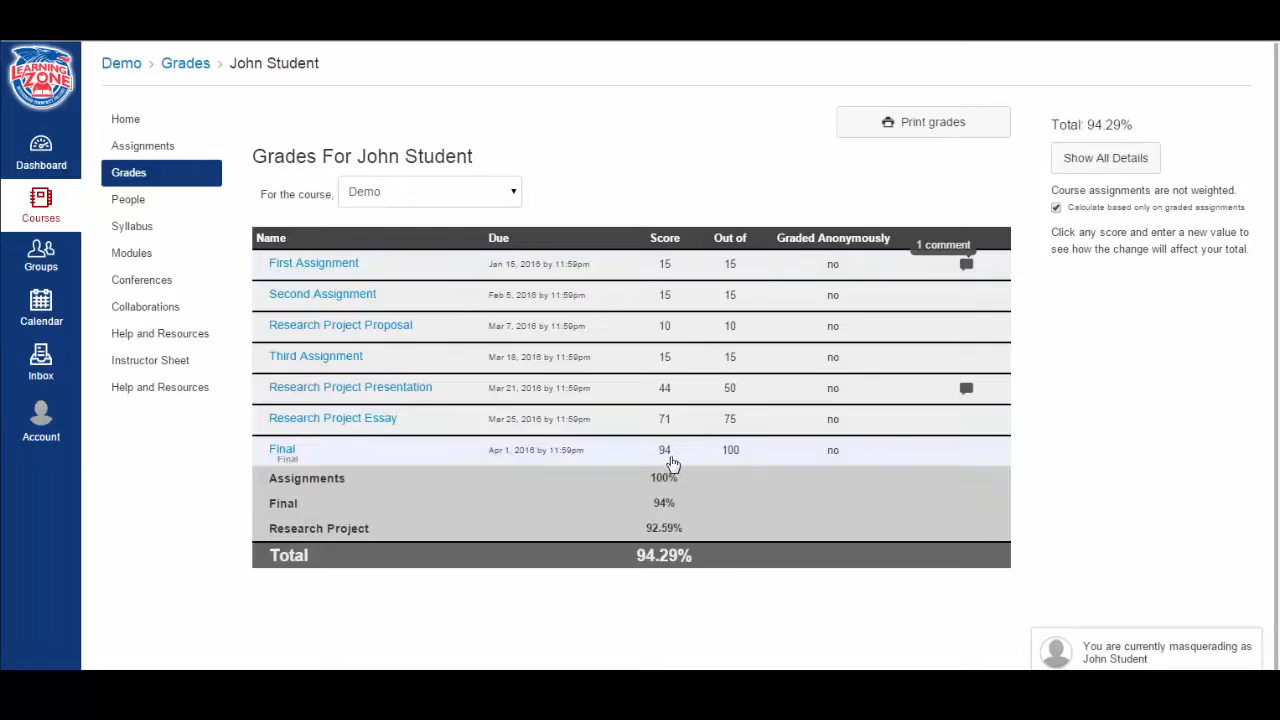 LEARNING
ZONE
Dashboard
Courses
Groups
Calendar
Inbox
Account
Demo > Grades > John Student
Home
Assignments
Grades
People
Syllabus
Modules
Conferences
Collaborations
Help and Resources
Instructor Sheet
Help and Resources
Print grades
Grades For John Student
For the course, Demo
Name Due Score Out of Graded Anonymously
1 comment
First Assignment Jan 15, 2016 by 11:59pm 15 15 no
Second Assignment Feb 5, 2016 by 11:59pm 15 15 no
Research Project Proposal Mar 7, 2016 by 11:59pm 10 10 no
Third Assignment Mar 18, 2016 by 11:59pm 15 15 no
Research Project Presentation Mar 21, 2016 by 11:59pm 44 50 no
Research Project Essay Mar 25, 2016 by 11:59pm 71 75 no
Final Apr 1, 2016 by 11:59pm 94 100 no
Final
Assignments 100%
Final 94%
Research Project 92.59%
Total 94.29%
Total: 94.29%
Show All Details
Course assignments are not weighted.
Calculate based only on graded assignments
Click any score and enter a new value to
see how the change will affect your total.
You are currently masquerading as
John Student